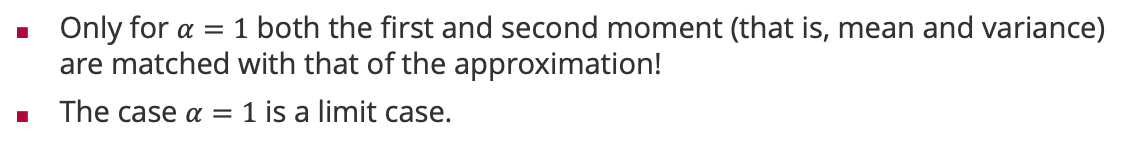 Only for α = 1 both the first and second moment (that is, mean and variance)
are matched with that of the approximation!
The case α = 1 is a limit case.